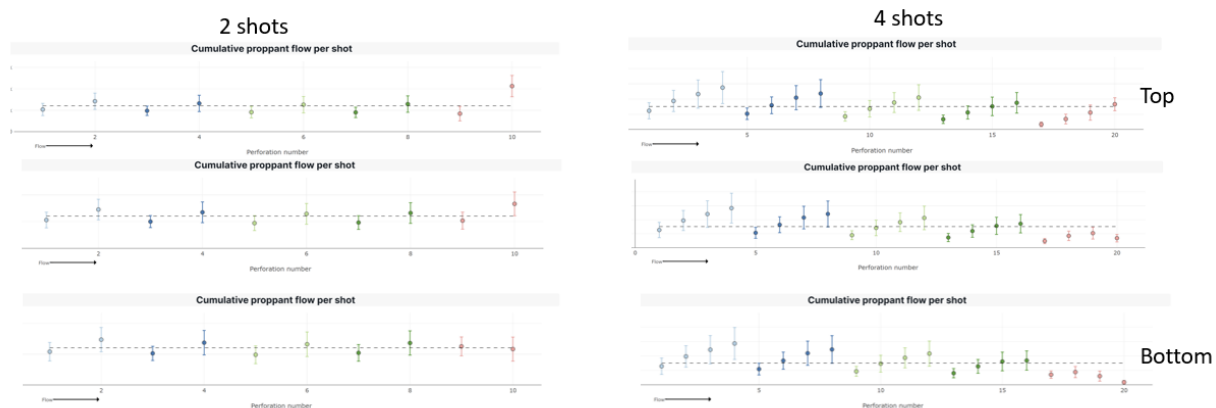 2 shots
Cumulative proppant flow per shot
2 4 6 8 10
Perforation number
Flow
Cumulative proppant flow per shot
2 4 6 8 10
Perforation number
Flow
Cumulative proppant flow per shot
2 4 6 8 10
Perforation number
Flow
4 shots
Cumulative proppant flow per shot
Top
5 10 15 20
Perforation number
Flow
Cumulative proppant flow per shot
0 5 10 15 20
Perforation number
Flow
Cumulative proppant flow per shot
Bottom
5 10 15 20
Perforation number
Flow